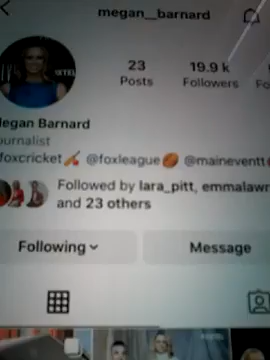 megan__barnard
23 19.9 k
Posts Followers Fo
legan Barnard
ournalist
foxcricket @foxleague @maineventt
Followed by lara_pitt, emmalawr
and 23 others
Following Message